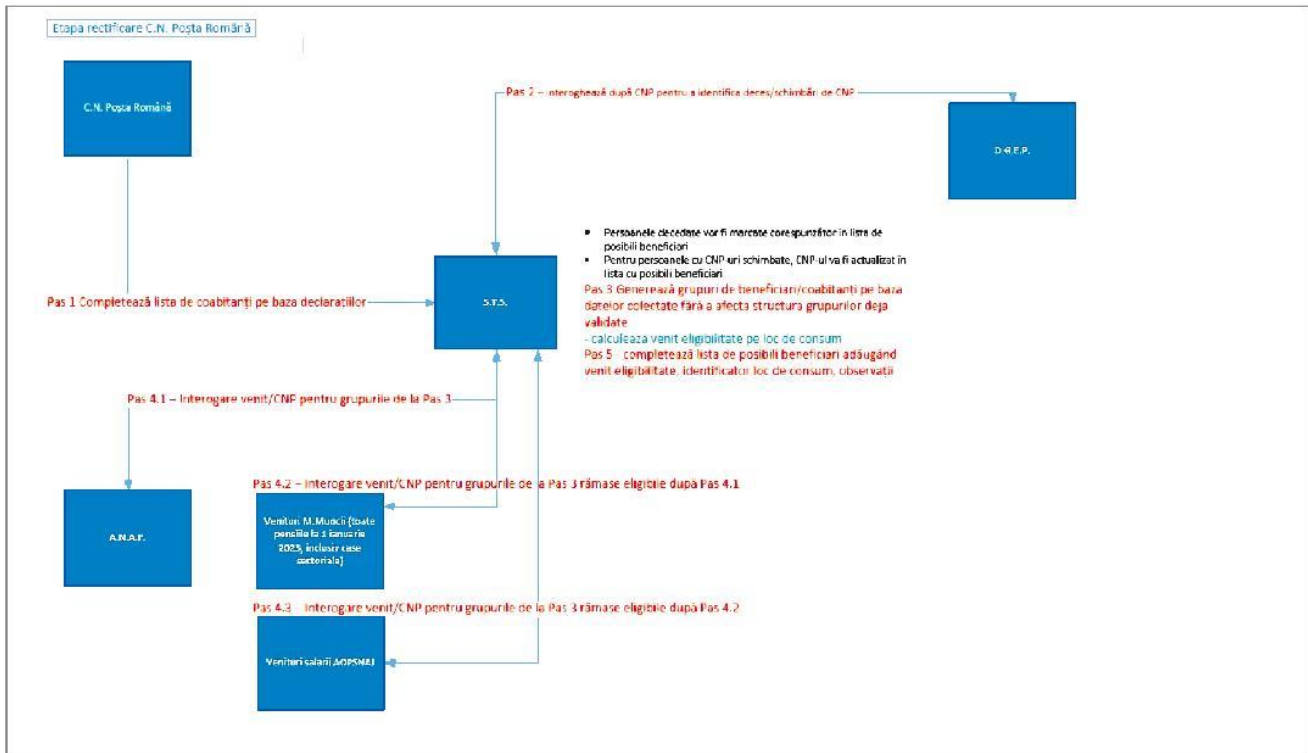 Etapa rectificare C.N. Poșta Română
C.N. Poșta Română
Pas 2 – Interoghează după CNP pentru a identifica deces/schimbări de CNP
D.G.E.P.
Persoanele decedate vor fi marcate corespunzător în lista de
posibili beneficiari
Pentru persoanele cu CNP-uri schimbate, CNP-ul va fi actualizat în
lista cu posibili beneficiari
Pas 1 Completează lista de coabitanți pe baza declarațiilor
S.T.S.
Pas 3 Generează grupuri de beneficiari/coabitanți pe baza
datelor colectate fără a afecta structura grupurilor deja
validate
- calculeaza venit eligibilitate pe loc de consum
Pas 5 - completează lista de posibili beneficiari adăugând
venit eligibilitate, identificator loc de consum, observații
Pas 4.1 – Interogare venit/CNP pentru grupurile de la Pas 3
A.N.A.F.
Pas 4.2 – Interogare venit/CNP pentru grupurile de la Pas 3 rămase eligibile după Pas 4.1
Venituri M.Muncii (toate
pensiile la 1 ianuarie
2023, inclusiv case
sectoriale)
Pas 4.3 – Interogare venit/CNP pentru grupurile de la Pas 3 rămase eligibile după Pas 4.2
Venituri salarii AOPSNAJ